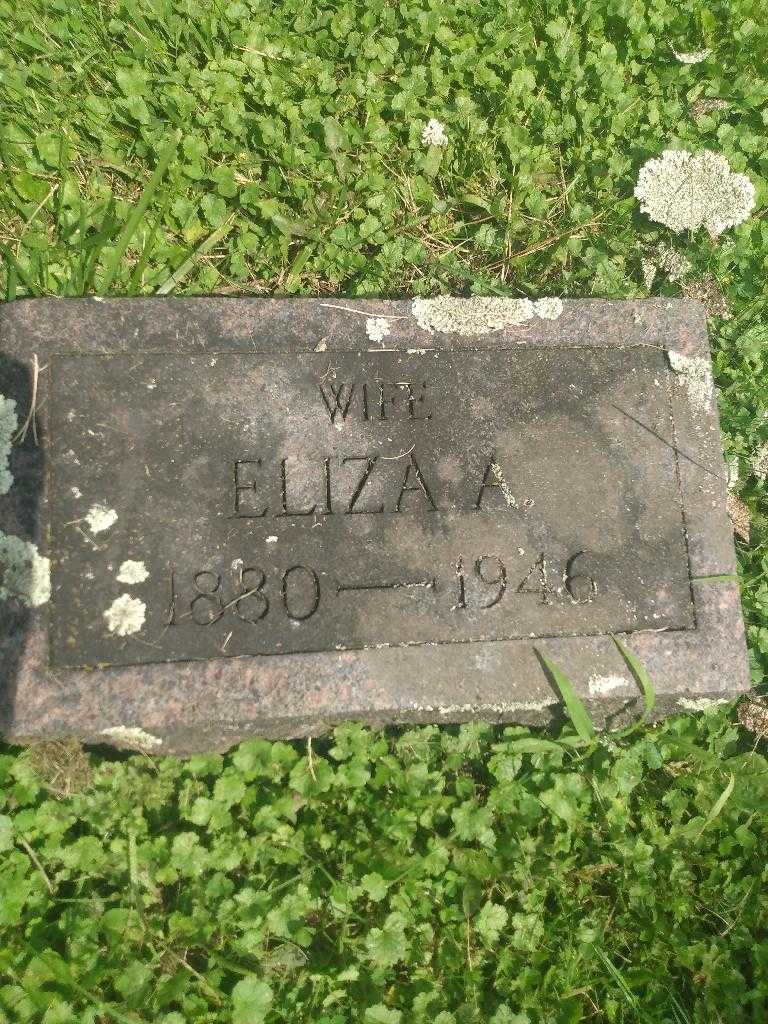 WIFE
ELIZA A.
1880 — 1946